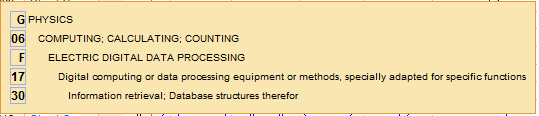 G PHYSICS
06 COMPUTING; CALCULATING; COUNTING
F ELECTRIC DIGITAL DATA PROCESSING
17 Digital computing or data processing equipment or methods, specially adapted for specific functions
30 Information retrieval; Database structures therefor